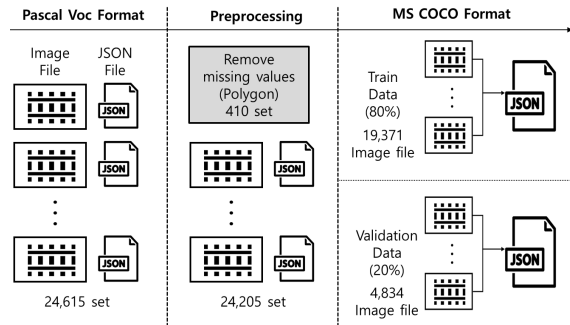 Pascal Voc Format
Preprocessing
MS COCO Format
Image
File
JSON
File
JSON
JSON
JSON
24,615 set
Remove
missing values
(Polygon)
410 set
JSON
JSON
24,205 set
Train
Data
(80%)
19,371
Image file
JSON
Validation
Data
(20%)
4,834
Image file
JSON